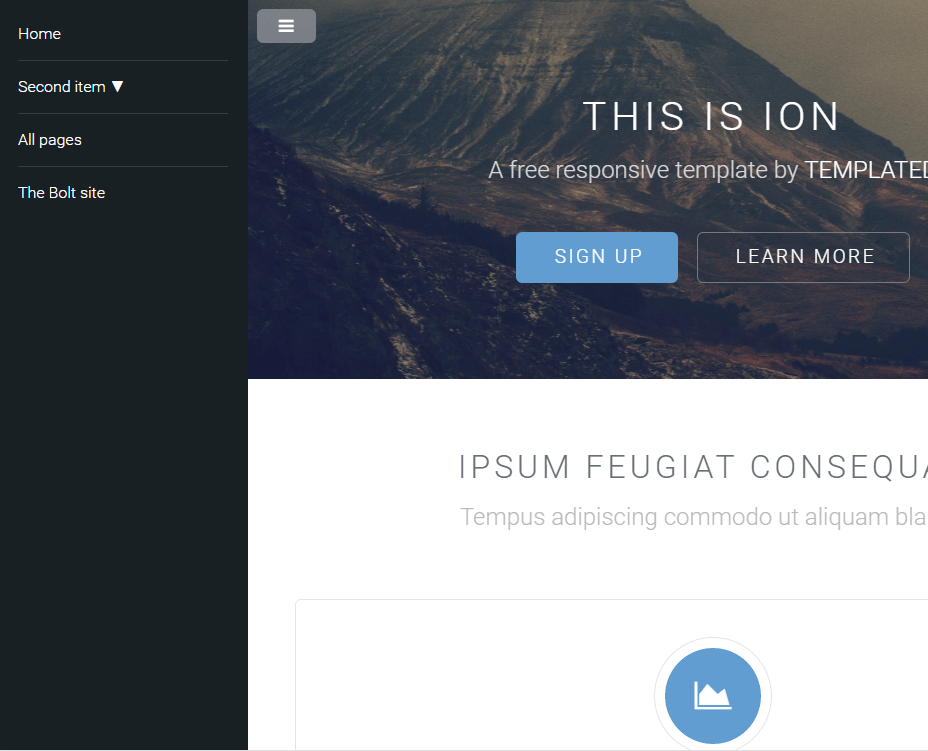 Home
Second item ▼
All pages
The Bolt site
THIS IS ION
A free responsive template by TEMPLATED
SIGN UP
LEARN MORE
IPSUM FEUGIAT CONSEQUA
Tempus adipiscing commodo ut aliquam bla